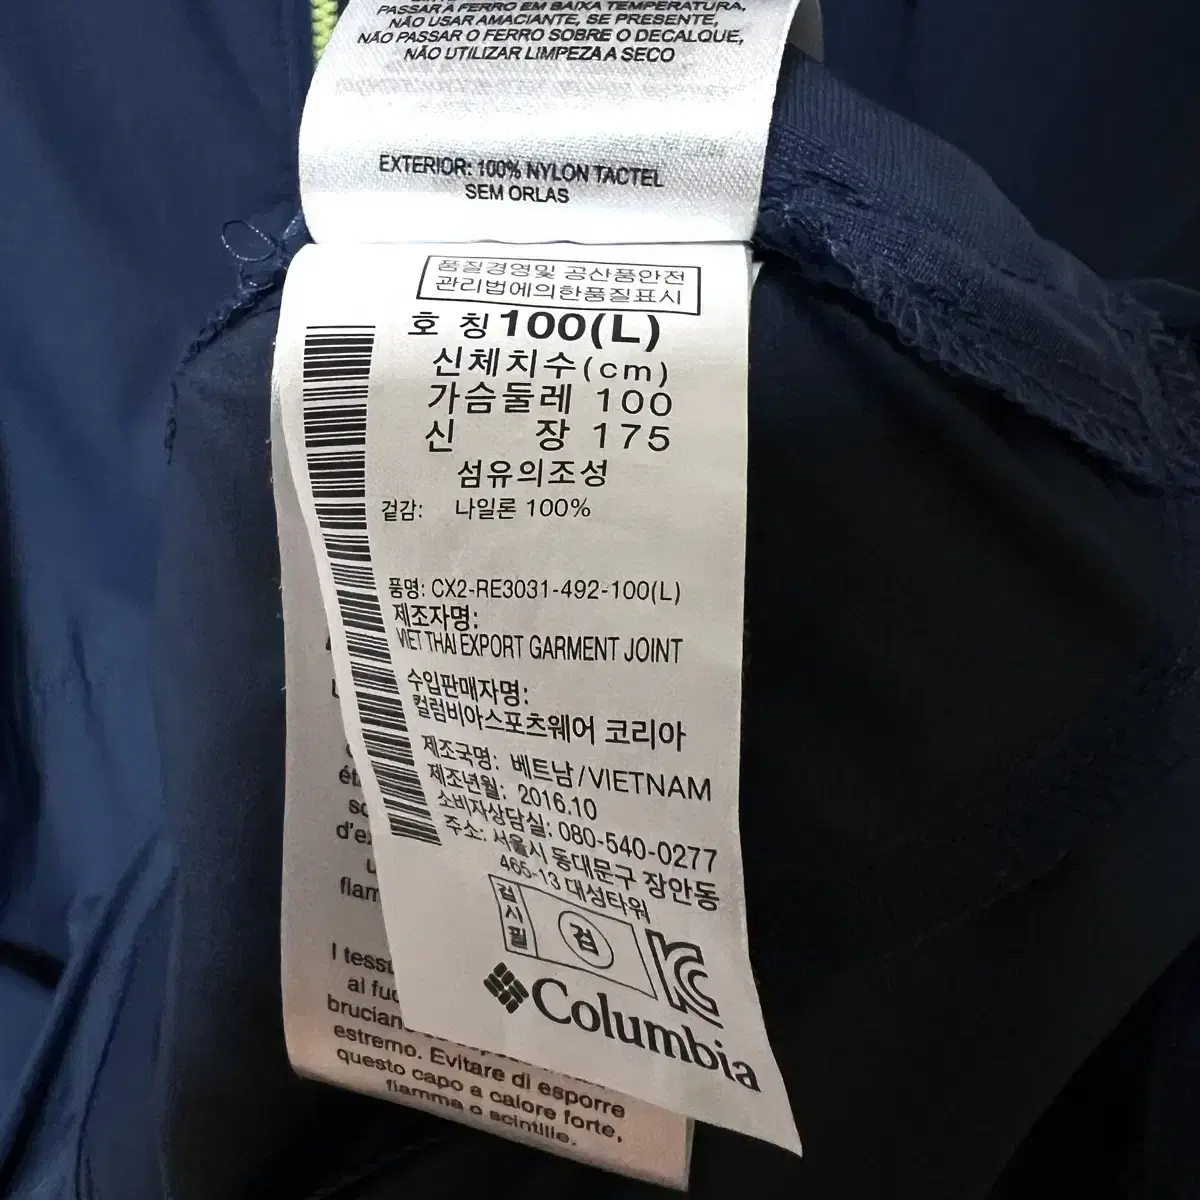 PASSAR A FERRO EM BAIXA TEMPERATURA,
NÃO USAR AMACIANTE, SE PRESENTE,
NÃO PASSAR O FERRO SOBRE O DECALQUE,
NÃO UTILIZAR LIMPEZA A SECO
EXTERIOR: 100% NYLON TACTEL
SEM ORLAS
품질경영및 공산품안전
관리법에의한품질표시
호 칭 100(L)
신체치수(cm)
가슴둘레 100
신 장 175
섬유의조성
겉감: 나일론 100%
품명: CX2-RE3031-492-100(L)
제조자명:
VIET THAI EXPORT GARMENT JOINT
수입판매자명:
컬럼비아스포츠웨어 코리아
제조국명: 베트남/VIETNAM
제조년월: 2016.10
소비자상담실: 080-540-0277
주소: 서울시 동대문구 장안동
465-13 대성타워
검시필
검
Columbia
I tess
al fuo
brucian
estremo. Evitare di esporre
questo capo a calore forte,
fiamma o scintille.